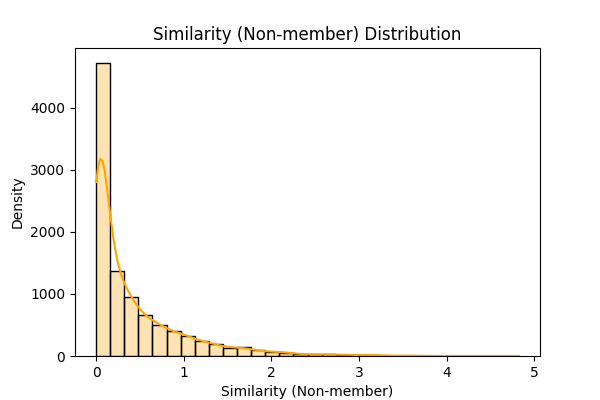 Similarity (Non-member) Distribution
Density
4000
3000
2000
1000
0
0 1 2 3 4 5
Similarity (Non-member)